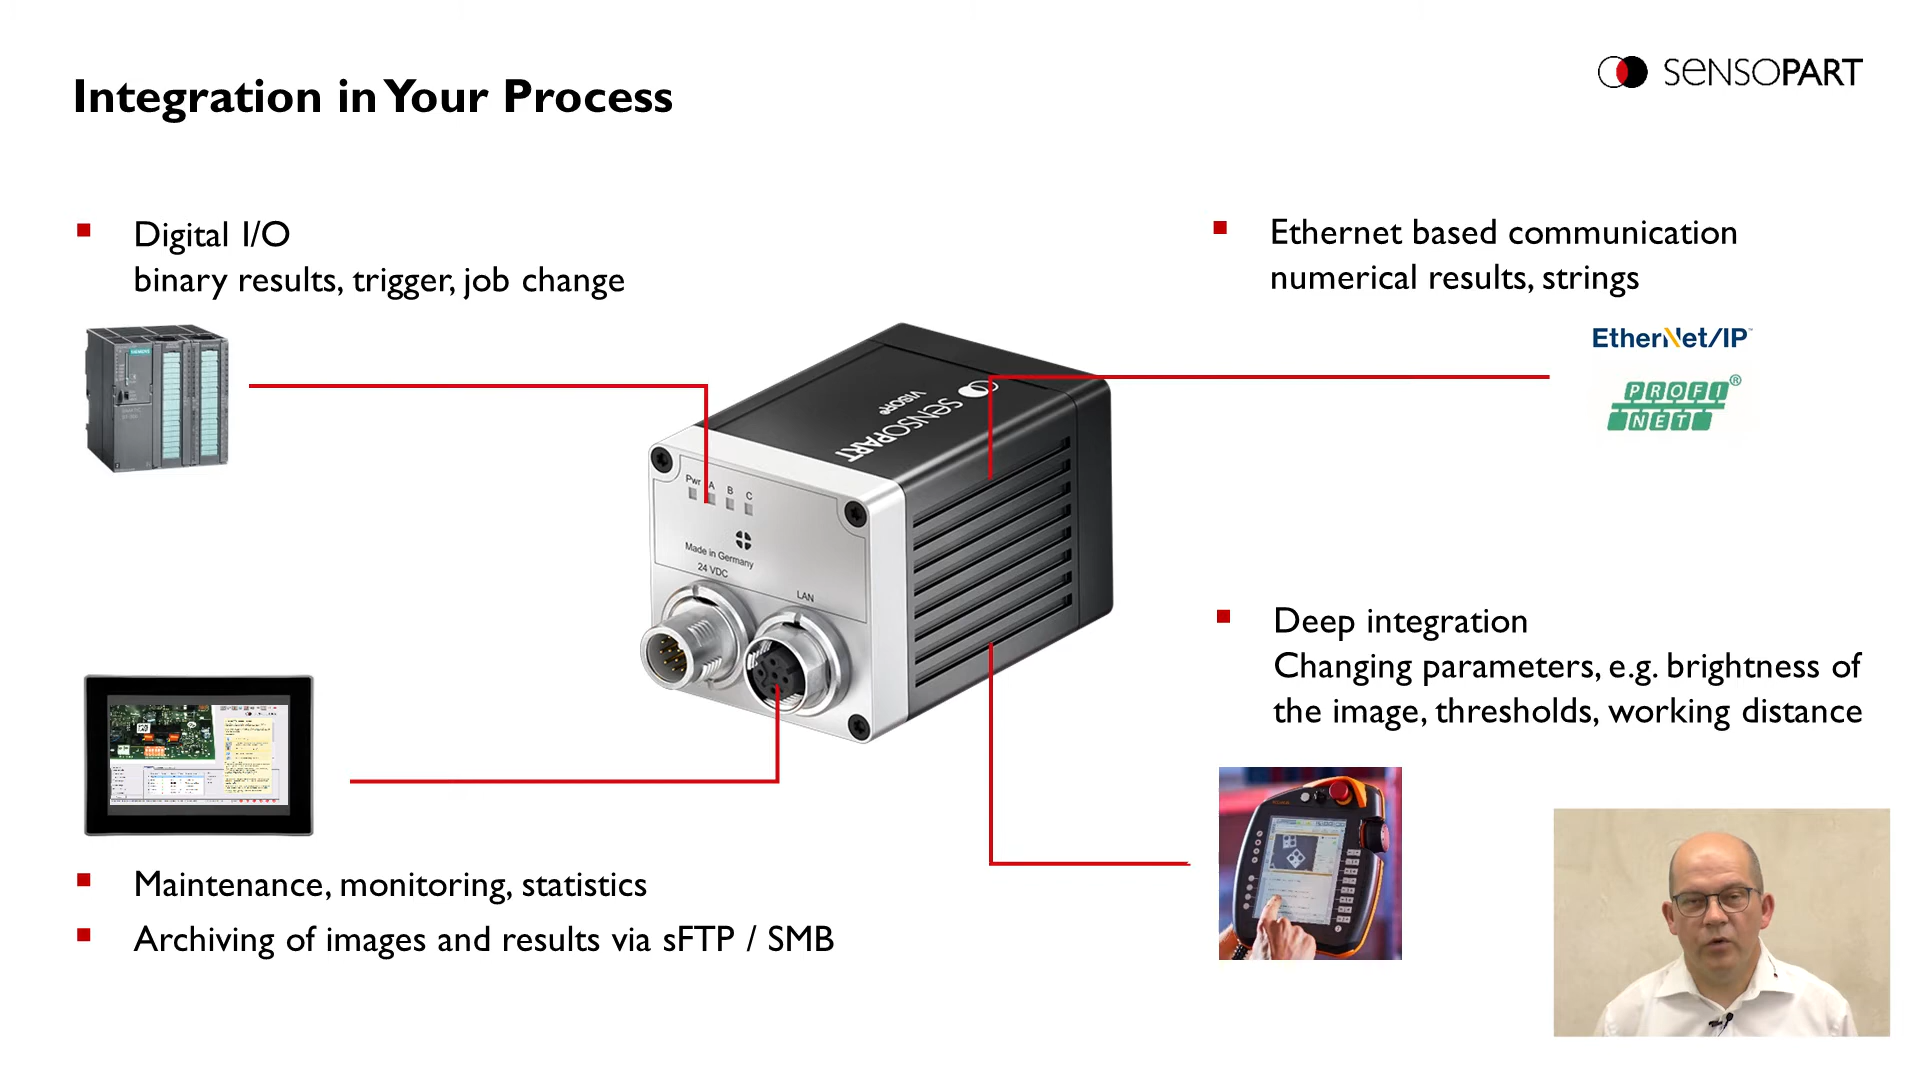 Integration in Your Process
SENSOPART
Digital I/O
binary results, trigger, job change
Ethernet based communication
numerical results, strings
EtherNet/IP™
PROFI®
NET
SIEMENS
SENSOPART
VISOR®
Pwr A B C
Made in Germany
24 VDC
LAN
Deep integration
Changing parameters, e.g. brightness of
the image, thresholds, working distance
Maintenance, monitoring, statistics
Archiving of images and results via sFTP / SMB